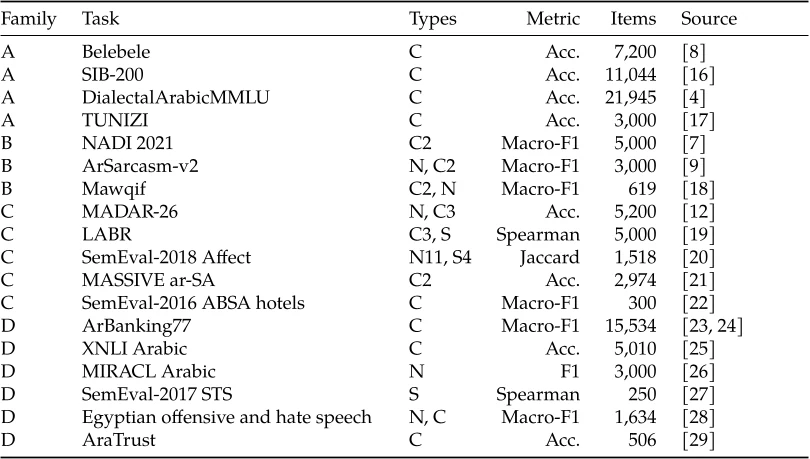 Family Task Types Metric Items Source
A Belebele C Acc. 7,200 [8]
A SIB-200 C Acc. 11,044 [16]
A DialectalArabicMMLU C Acc. 21,945 [4]
A TUNIZI C Acc. 3,000 [17]
B NADI 2021 C2 Macro-F1 5,000 [7]
B ArSarcasm-v2 N, C2 Macro-F1 3,000 [9]
B Mawqif C2, N Macro-F1 619 [18]
C MADAR-26 N, C3 Acc. 5,200 [12]
C LABR C3, S Spearman 5,000 [19]
C SemEval-2018 Affect N11, S4 Jaccard 1,518 [20]
C MASSIVE ar-SA C2 Acc. 2,974 [21]
C SemEval-2016 ABSA hotels C Macro-F1 300 [22]
D ArBanking77 C Macro-F1 15,534 [23, 24]
D XNLI Arabic C Acc. 5,010 [25]
D MIRACL Arabic N F1 3,000 [26]
D SemEval-2017 STS S Spearman 250 [27]
D Egyptian offensive and hate speech N, C Macro-F1 1,634 [28]
D AraTrust C Acc. 506 [29]